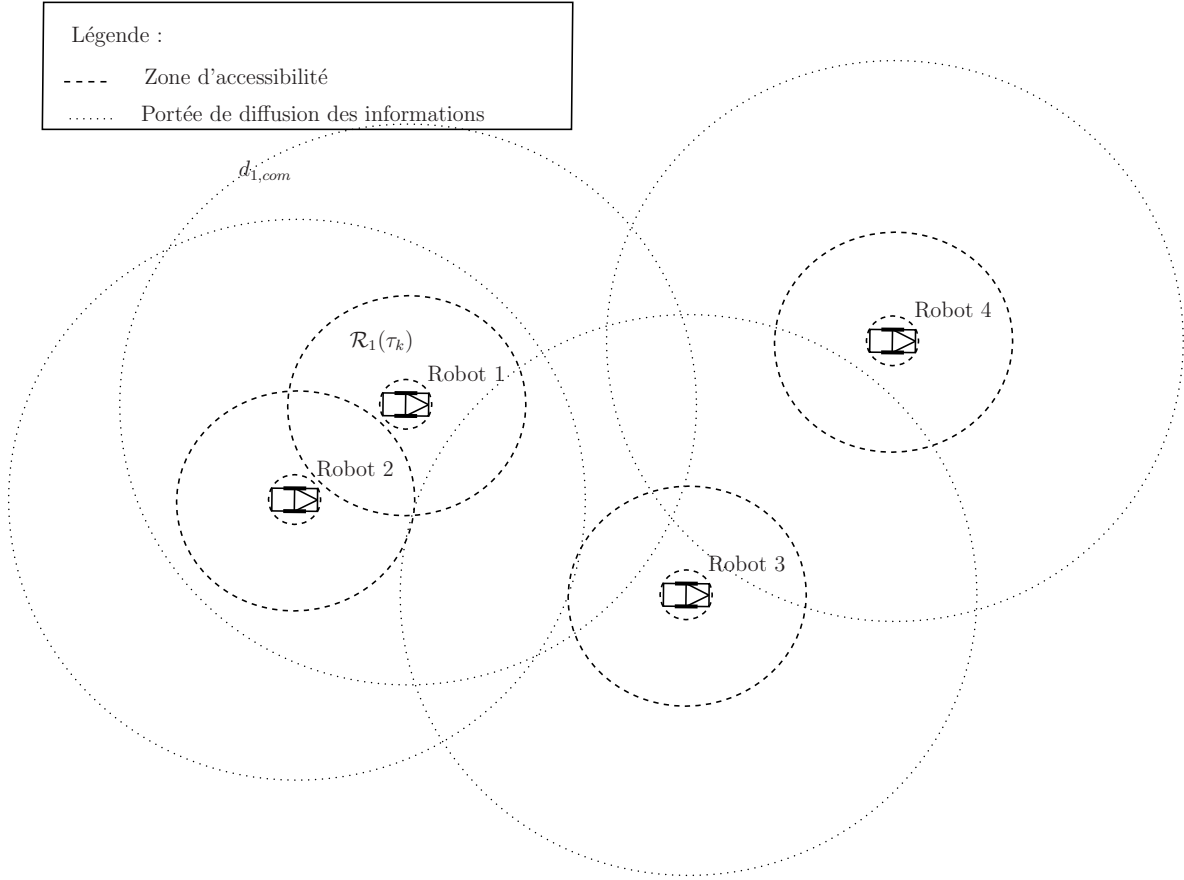 Légende :
Zone d'accessibilité
Portée de diffusion des informations
d1,com
Robot 4
R1(τk)
Robot 1
Robot 2
Robot 3